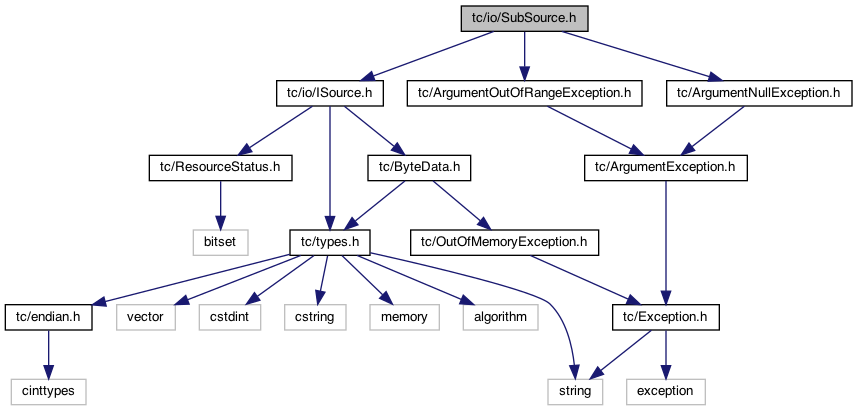 tc/io/SubSource.h
tc/io/ISource.h
tc/ArgumentOutOfRangeException.h
tc/ArgumentNullException.h
tc/ResourceStatus.h
tc/ByteData.h
tc/ArgumentException.h
bitset
tc/types.h
tc/OutOfMemoryException.h
tc/endian.h
vector
cstdint
cstring
memory
algorithm
tc/Exception.h
cinttypes
string
exception